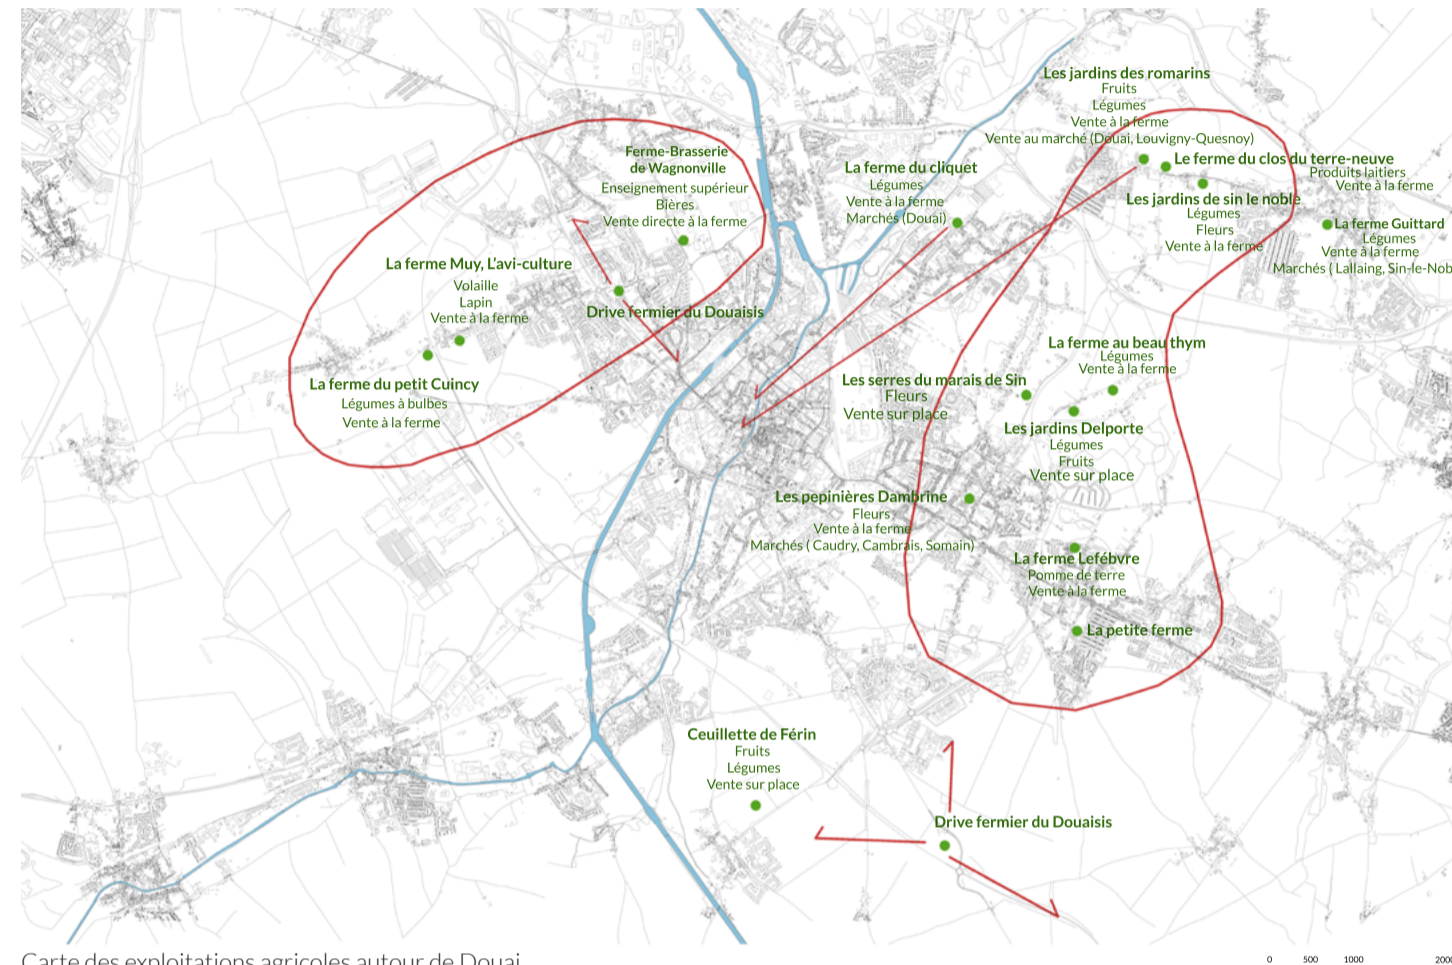 Les jardins des romarins
Fruits
Légumes
Vente à la ferme
Vente au marché (Douai, Louvigny-Quesnoy)
Ferme-Brasserie
de Wagnonville
Enseignement supérieur
Bières
Vente directe à la ferme
La ferme du cliquet
Légumes
Vente à la ferme
Marchés (Douai)
Le ferme du clos du terre-neuve
Produits laitiers
Vente à la ferme
Les jardins de sin le noble
Légumes
Fleurs
Vente à la ferme
La ferme Guittard
Légumes
Vente à la ferme
Marchés ( Lallaing, Sin-le-Nob
La ferme Muy, L'avi-culture
Volaille
Lapin
Vente à la ferme
Drive fermier du Douaisis
La ferme du petit Cuincy
Légumes à bulbes
Vente à la ferme
La ferme au beau thym
Légumes
Vente à la ferme
Les serres du marais de Sin
Fleurs
Vente sur place
Les jardins Delporte
Légumes
Fruits
Vente sur place
Les pepinières Dambrine
Fleurs
Vente à la ferme
Marchés ( Caudry, Cambrais, Somain)
La ferme Lefébvre
Pomme de terre
Vente à la ferme
La petite ferme
Ceuillette de Férin
Fruits
Légumes
Vente sur place
Drive fermier du Douaisis
Carte des exploitations agricoles autour de Douai
0 500 1000 2000